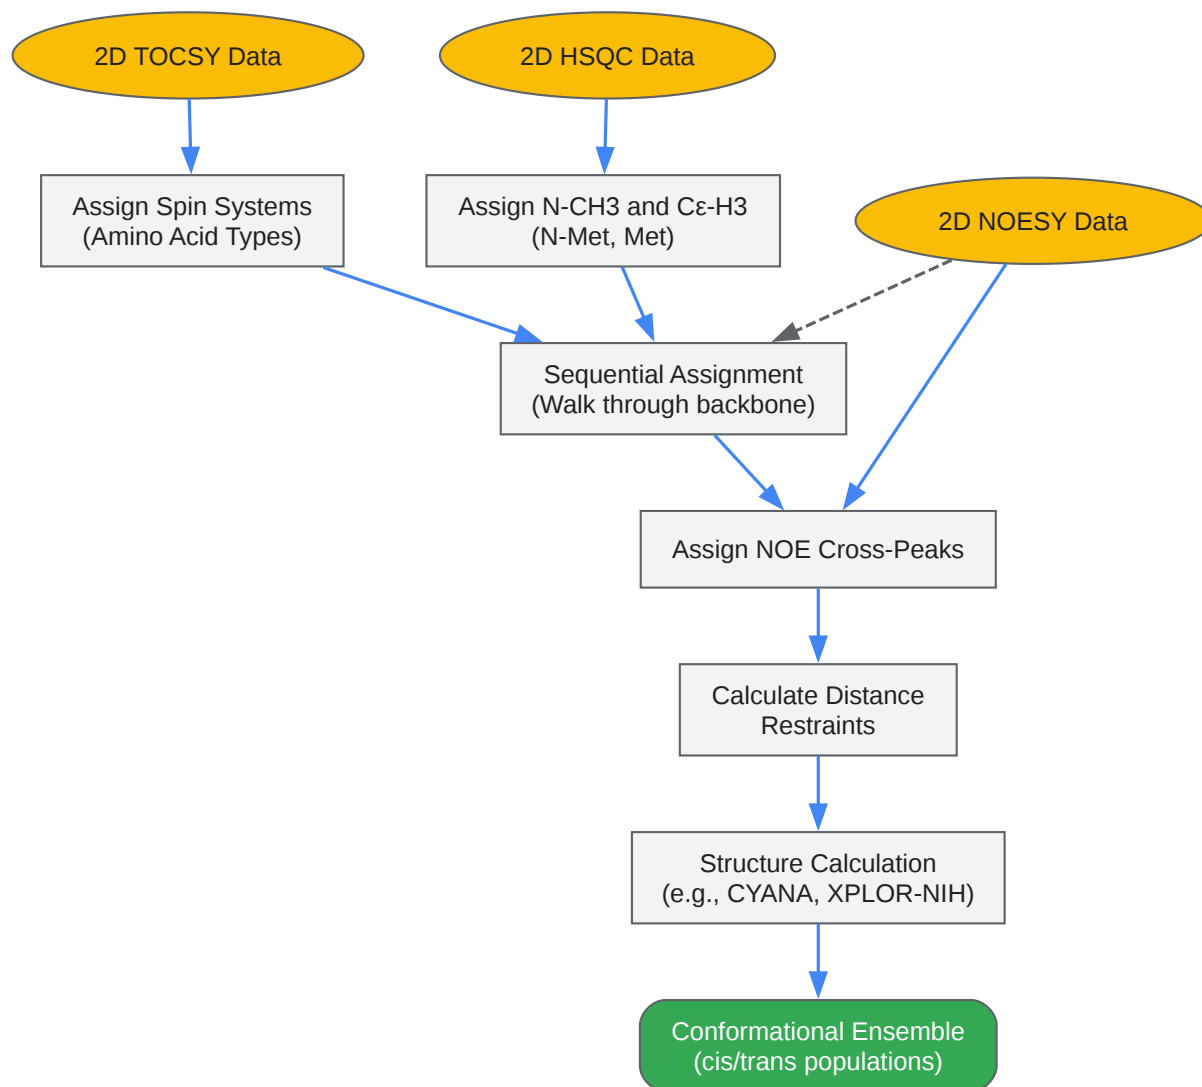 2D TOCSY Data
2D HSQC Data
Assign Spin Systems
(Amino Acid Types)
Assign N-CH3 and Cε-H3
(N-Met, Met)
2D NOESY Data
Sequential Assignment
(Walk through backbone)
Assign NOE Cross-Peaks
Calculate Distance
Restraints
Structure Calculation
(e.g., CYANA, XPLOR-NIH)
Conformational Ensemble
(cis/trans populations)